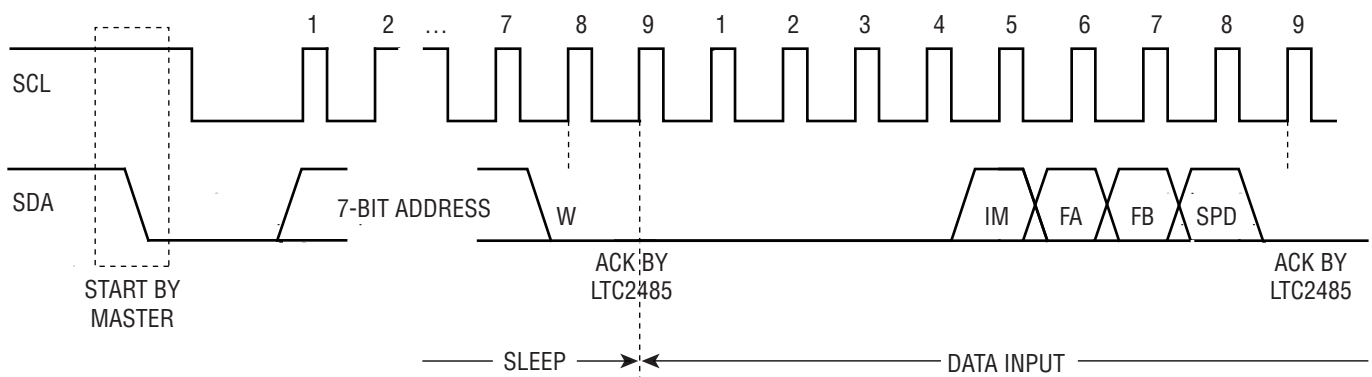 1 2 … 7 8 9 1 2 3 4 5 6 7 8 9
SCL
SDA
7-BIT ADDRESS
W
IM
FA
FB
SPD
START BY
MASTER
ACK BY
LTC2485
ACK BY
LTC2485
SLEEP
DATA INPUT